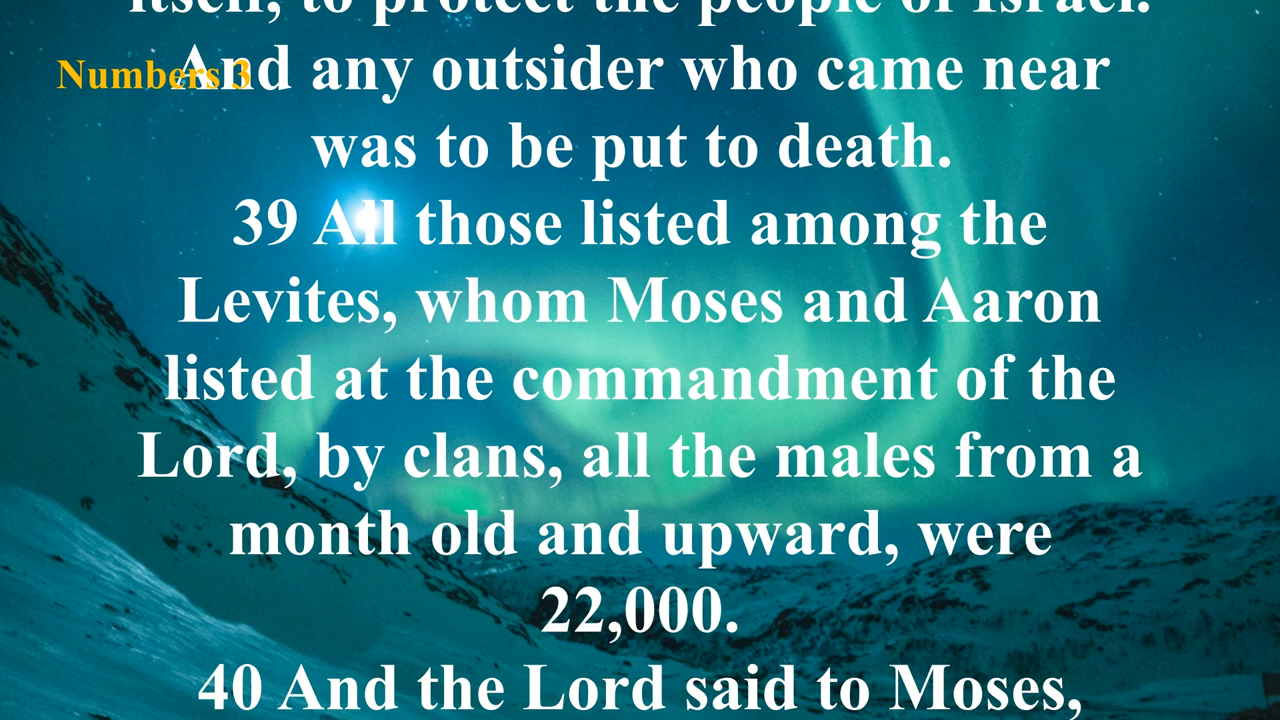 itself, to protect the people of Israel.
Numbers 3
And any outsider who came near
was to be put to death.
39 All those listed among the
Levites, whom Moses and Aaron
listed at the commandment of the
Lord, by clans, all the males from a
month old and upward, were
22,000.
40 And the Lord said to Moses,